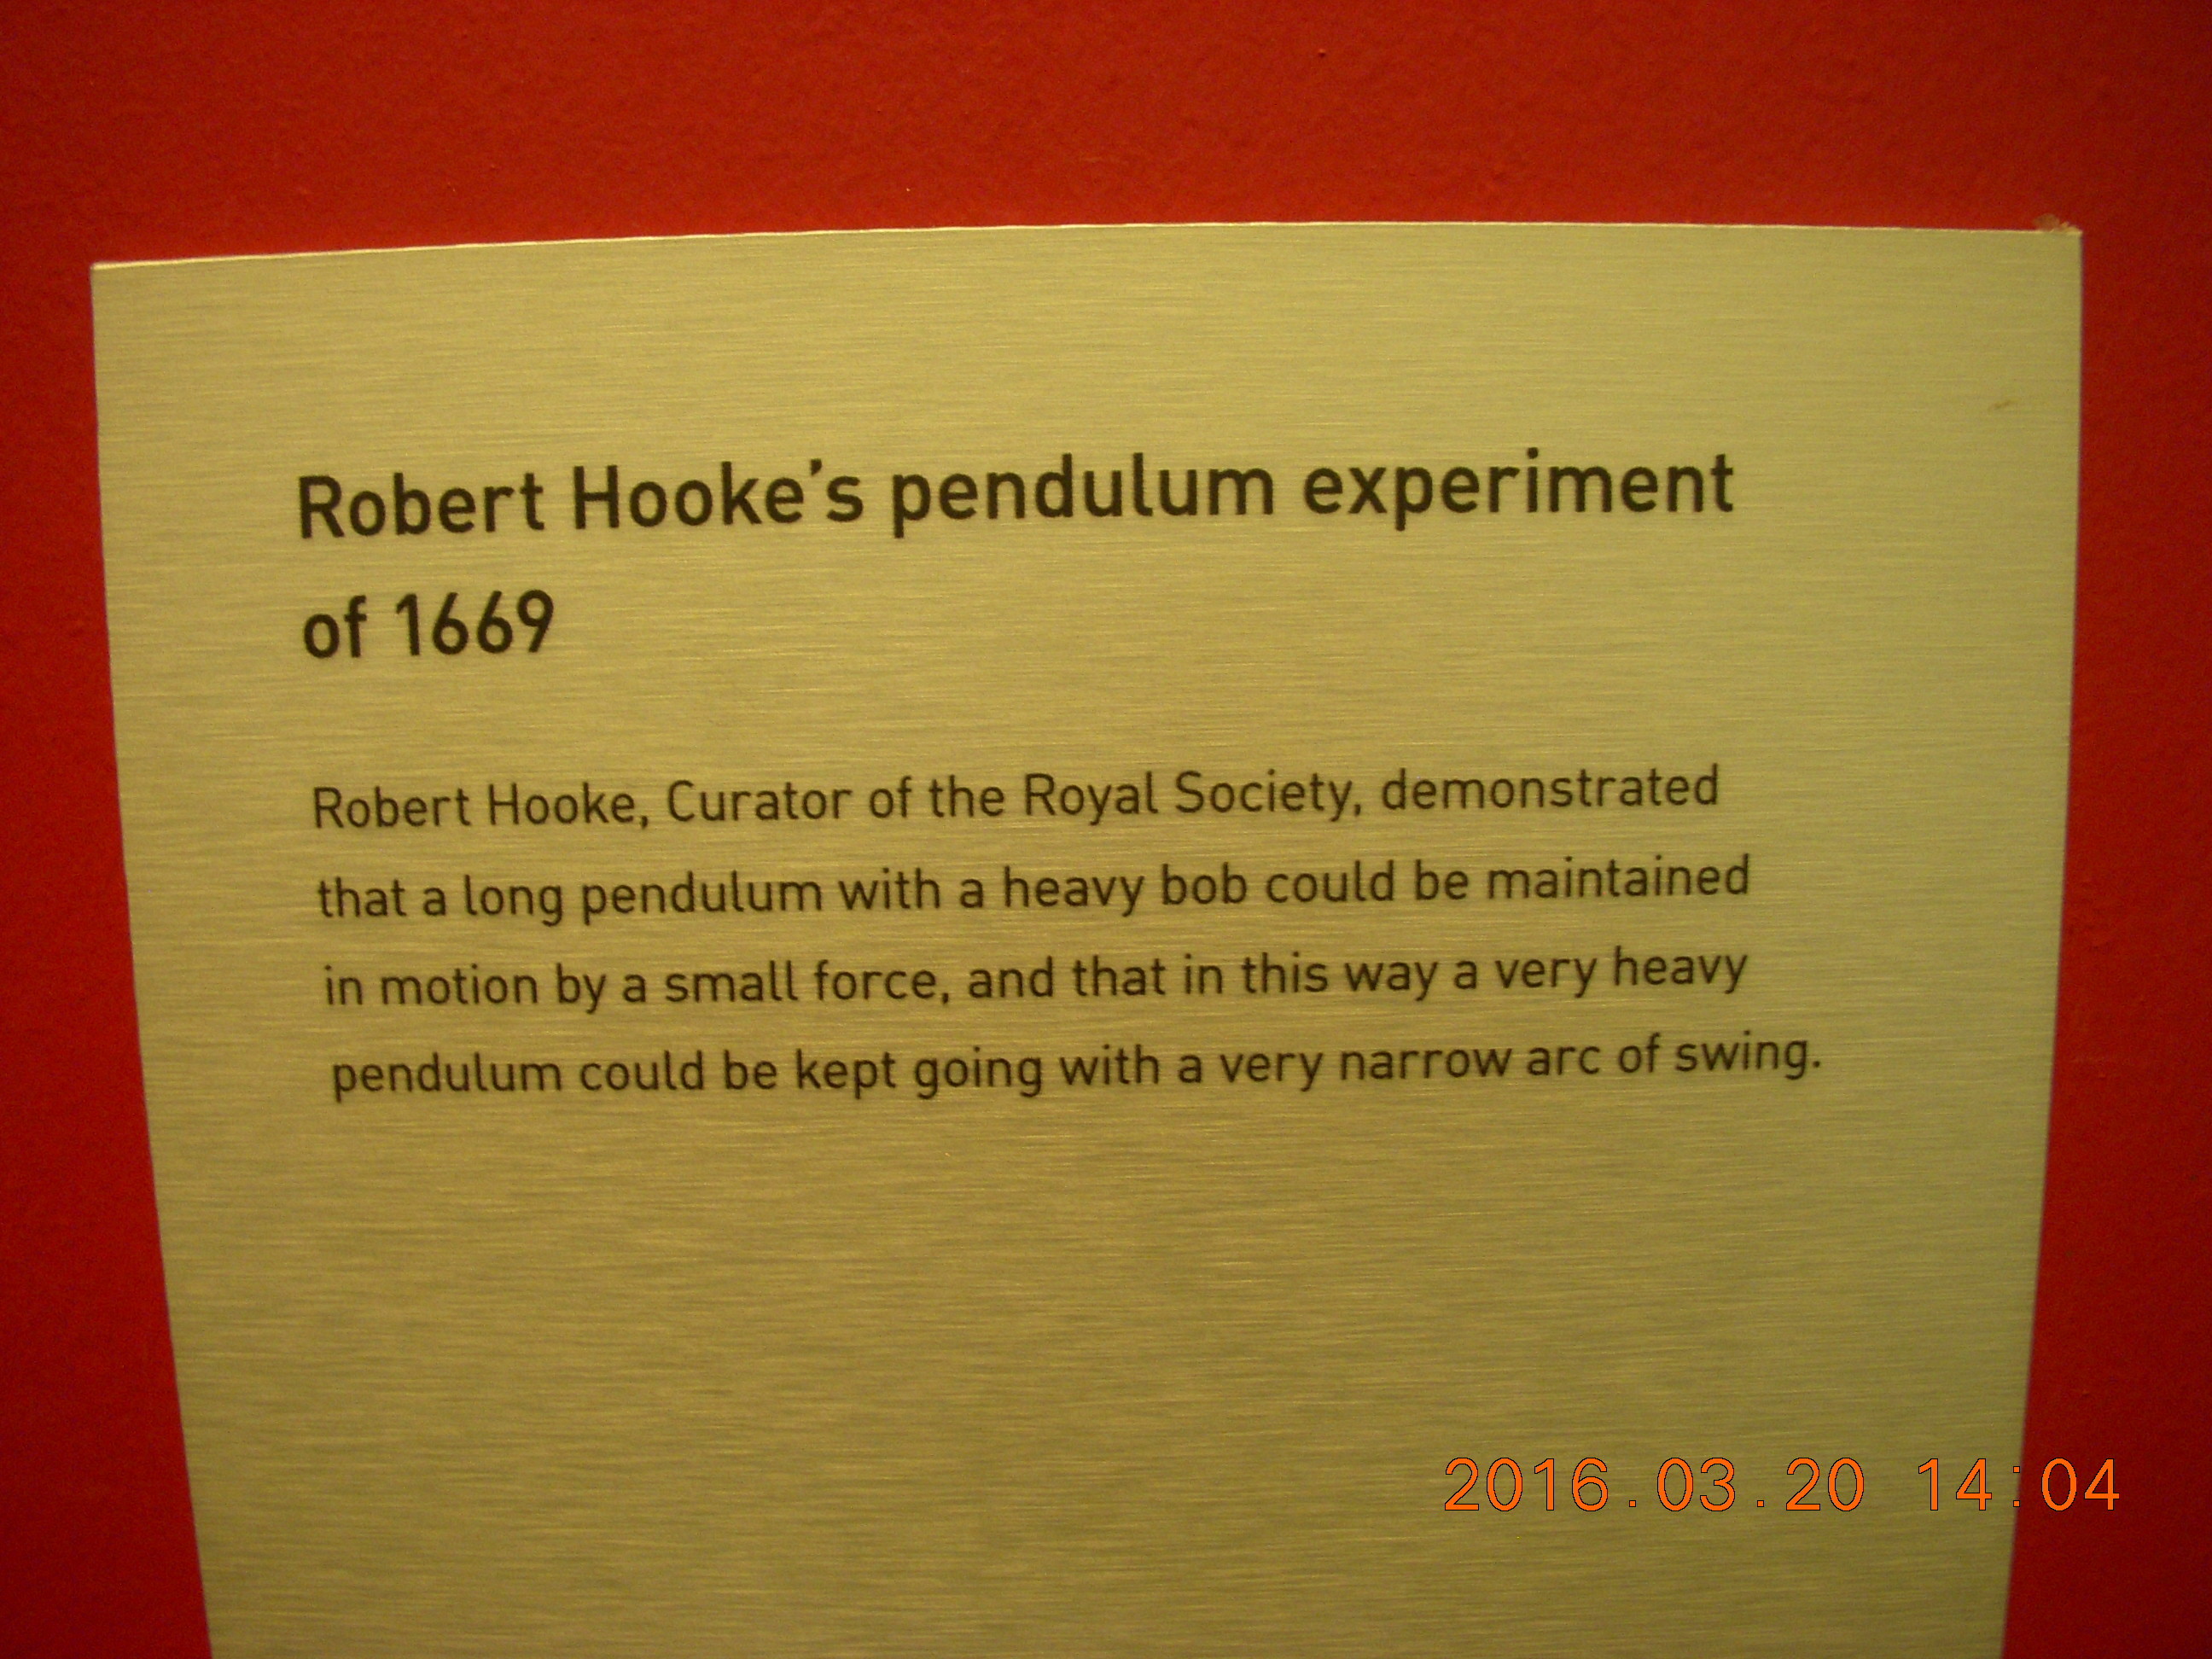 Robert Hooke's pendulum experiment
of 1669
Robert Hooke, Curator of the Royal Society, demonstrated
that a long pendulum with a heavy bob could be maintained
in motion by a small force, and that in this way a very heavy
pendulum could be kept going with a very narrow arc of swing.
2016.03.20 14:04